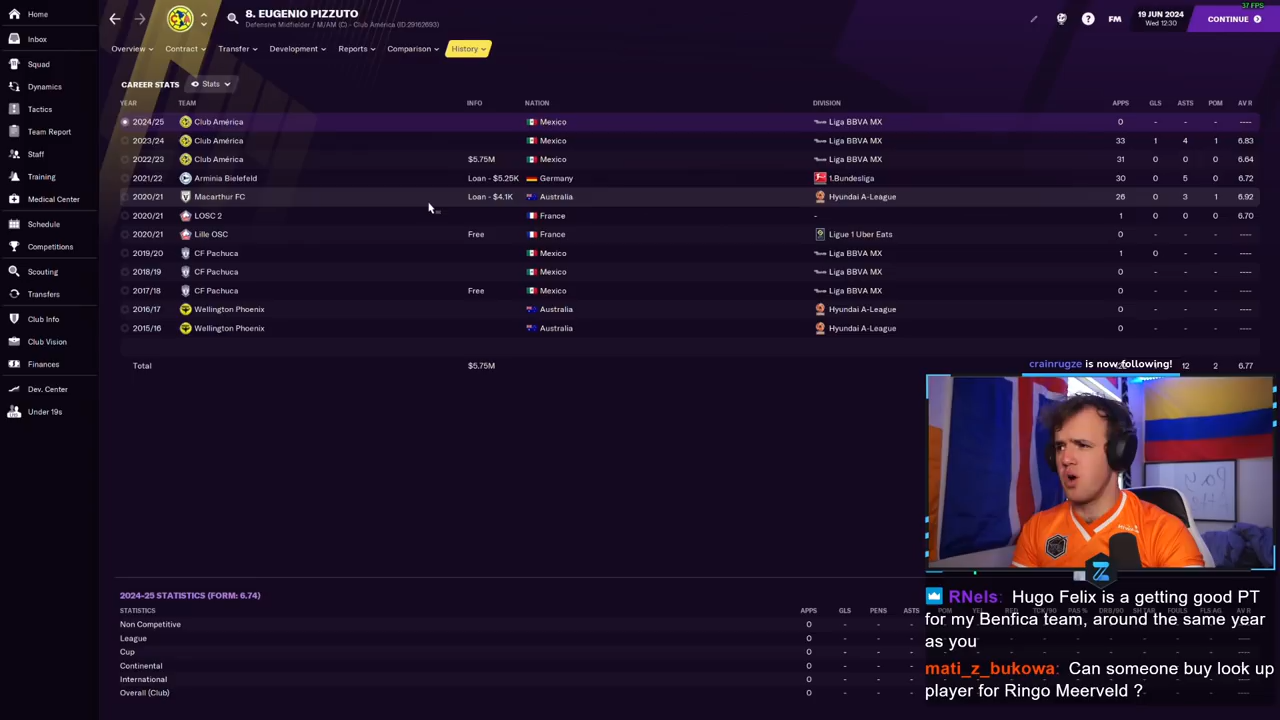 37 FPS
Home
Inbox
Squad
Dynamics
Tactics
Team Report
Staff
Training
Medical Center
Schedule
Competitions
Scouting
Transfers
Club Info
Club Vision
Finances
Dev. Center
Under 19s
8. EUGENIO PIZZUTO
Defensive Midfielder / M/AM (C) - Club América (ID:29162693)
FM
19 JUN 2024
Wed 12:30
CONTINUE
Overview
Contract
Transfer
Development
Reports
Comparison
History
CAREER STATS
Stats
YEAR TEAM INFO NATION DIVISION APPS GLS ASTS POM AV R
2024/25 Club América Mexico Liga BBVA MX 0 - - - ----
2023/24 Club América Mexico Liga BBVA MX 33 1 4 1 6.83
2022/23 Club América $5.75M Mexico Liga BBVA MX 31 0 0 0 6.64
2021/22 Arminia Bielefeld Loan - $5.25K Germany 1.Bundesliga 30 0 5 0 6.72
2020/21 Macarthur FC Loan - $4.1K Australia Hyundai A-League 26 0 3 1 6.92
2020/21 LOSC 2 France - 1 0 0 0 6.70
2020/21 Lille OSC Free France Ligue 1 Uber Eats 0 - - - ----
2019/20 CF Pachuca Mexico Liga BBVA MX 1 0 - - ----
2018/19 CF Pachuca Mexico Liga BBVA MX 0 - - - ----
2017/18 CF Pachuca Free Mexico Liga BBVA MX 0 - - - ----
2016/17 Wellington Phoenix Australia Hyundai A-League 0 - - - ----
2015/16 Wellington Phoenix Australia Hyundai A-League 0 - - - ----
Total $5.75M 12 2 6.77
crainrugze is now following!
2024-25 STATISTICS (FORM: 6.74)
STATISTICS APPS GLS PENS ASTS
Non Competitive 0 - - -
League 0 - - -
Cup 0 - - -
Continental 0 - - -
International 0 - - -
Overall (Club) 0 - - -
RNels: Hugo Felix is a getting good PT
for my Benfica team, around the same year
as you
mati_z_bukowa: Can someone buy look up
player for Ringo Meerveld ?